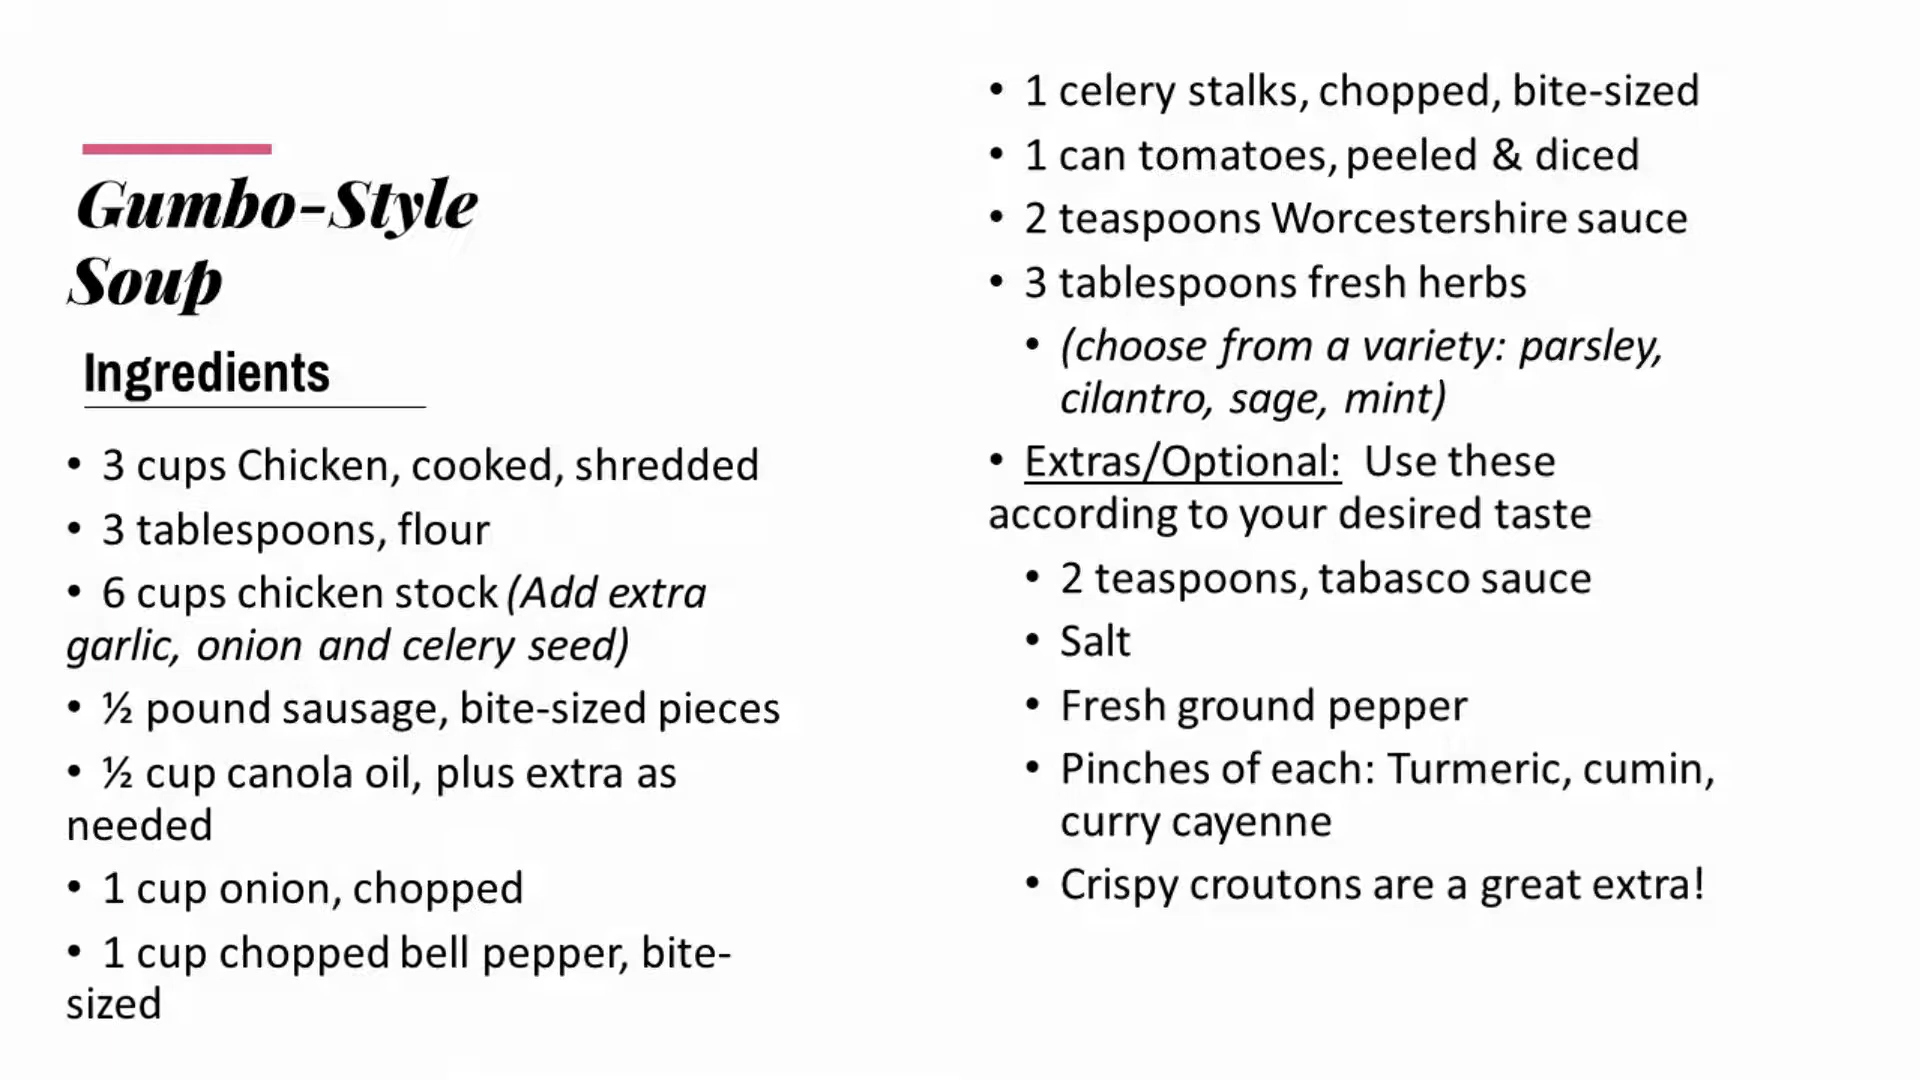 Gumbo-Style
Soup
Ingredients
• 3 cups Chicken, cooked, shredded
• 3 tablespoons, flour
• 6 cups chicken stock (Add extra
garlic, onion and celery seed)
• ½ pound sausage, bite-sized pieces
• ½ cup canola oil, plus extra as
needed
• 1 cup onion, chopped
• 1 cup chopped bell pepper, bite-
sized
• 1 celery stalks, chopped, bite-sized
• 1 can tomatoes, peeled & diced
• 2 teaspoons Worcestershire sauce
• 3 tablespoons fresh herbs
• (choose from a variety: parsley,
cilantro, sage, mint)
• Extras/Optional: Use these
according to your desired taste
• 2 teaspoons, tabasco sauce
• Salt
• Fresh ground pepper
• Pinches of each: Turmeric, cumin,
curry cayenne
• Crispy croutons are a great extra!